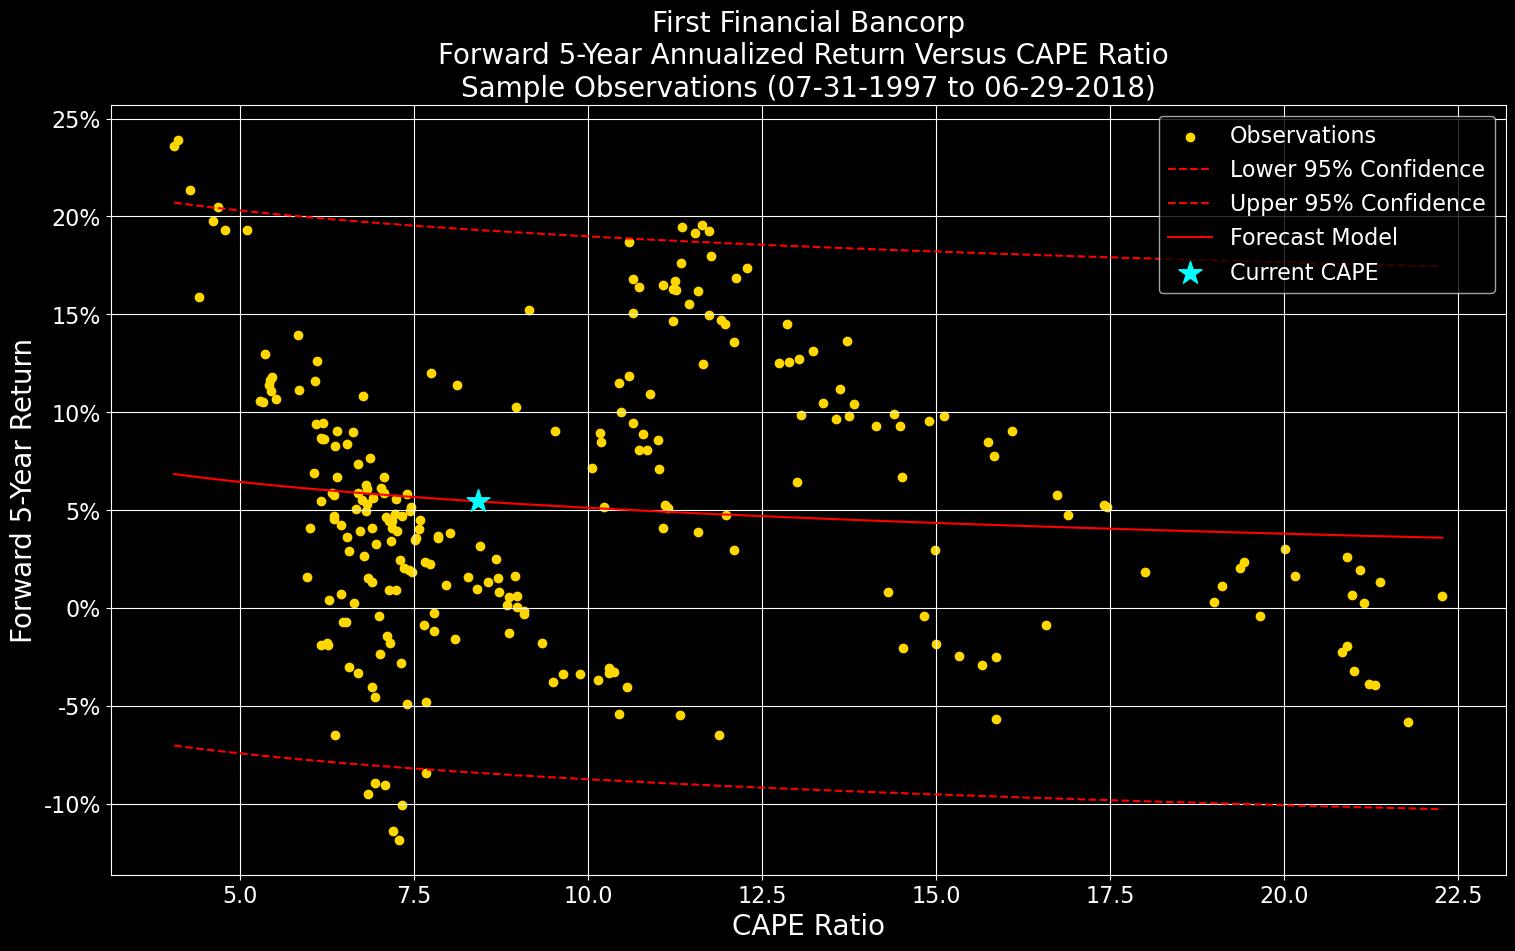 First Financial Bancorp
Forward 5-Year Annualized Return Versus CAPE Ratio
Sample Observations (07-31-1997 to 06-29-2018)
Forward 5-Year Return
25%
20%
15%
10%
5%
0%
-5%
-10%
Observations
Lower 95% Confidence
Upper 95% Confidence
Forecast Model
Current CAPE
5.0 7.5 10.0 12.5 15.0 17.5 20.0 22.5
CAPE Ratio